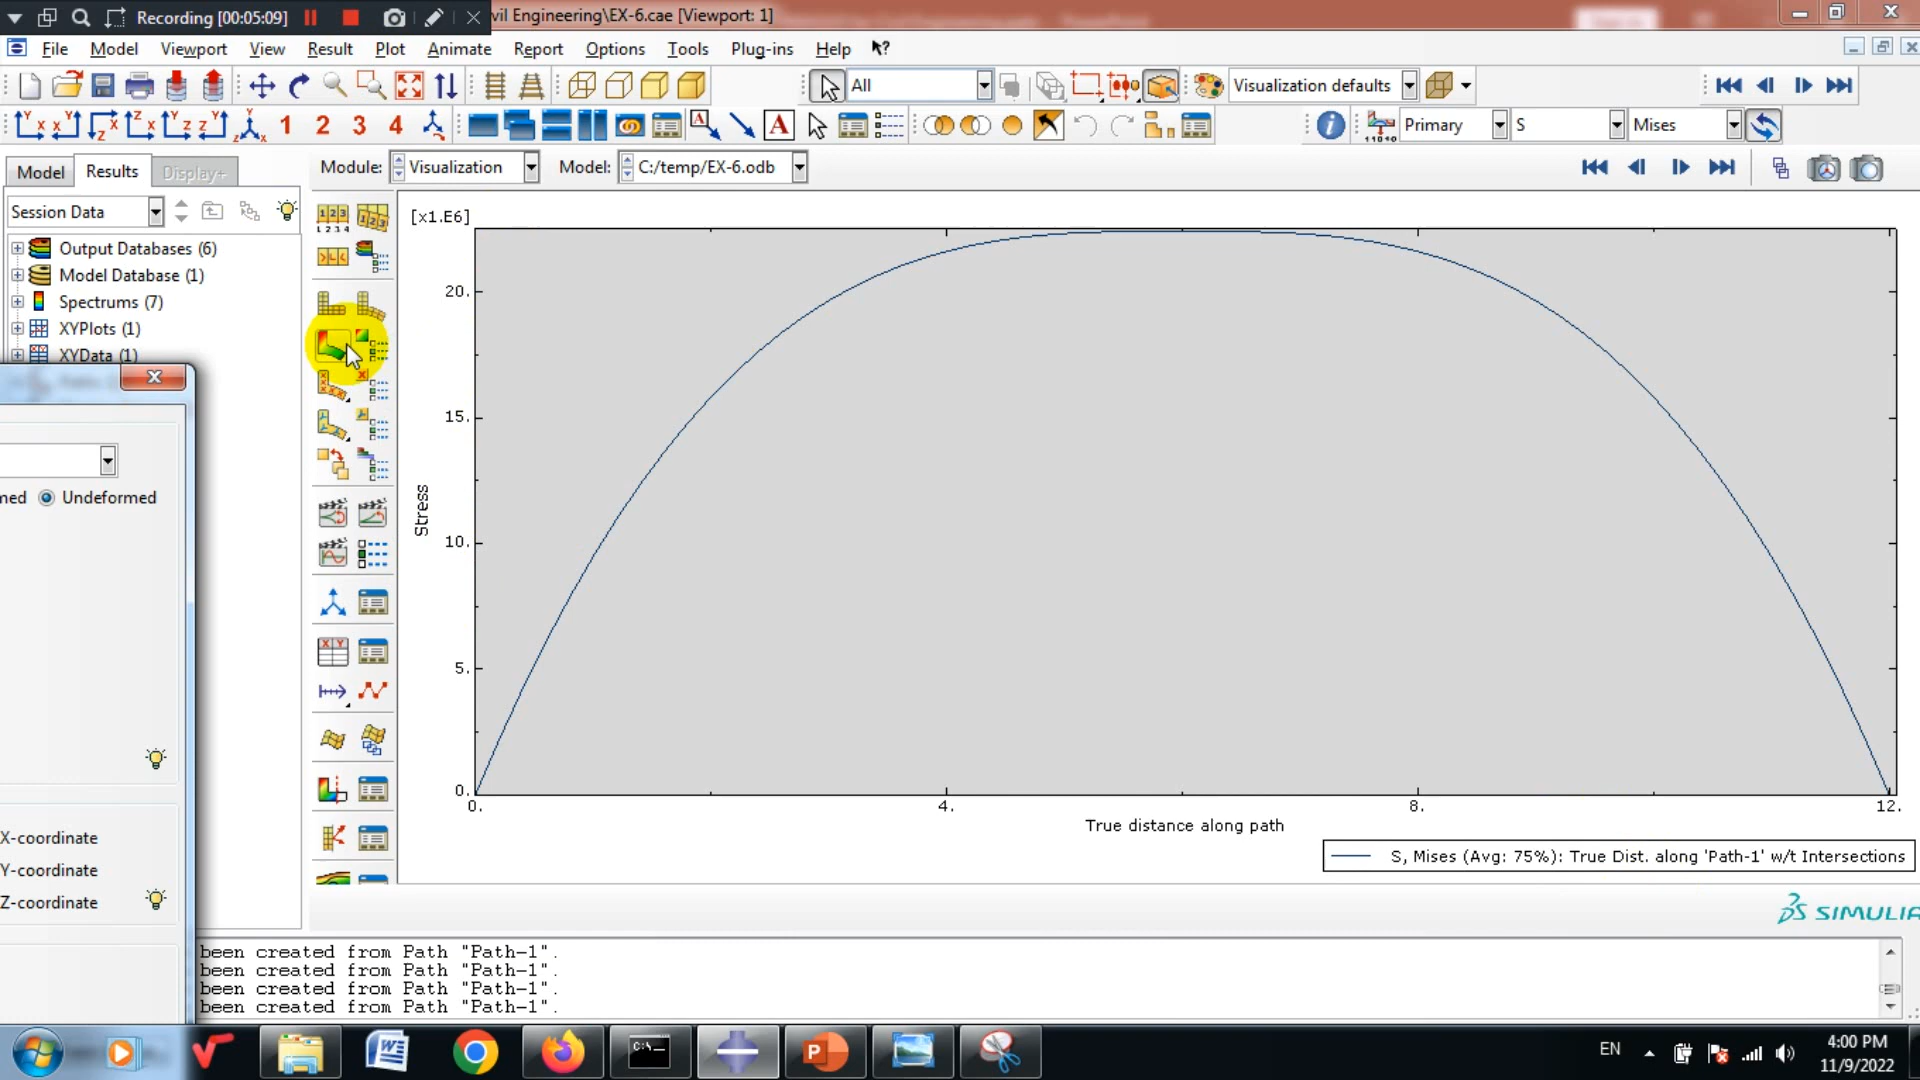 Recording [00:05:09]
vil Engineering\EX-6.cae [Viewport: 1]
File Model Viewport View Result Plot Animate Report Options Tools Plug-ins Help
All
Visualization defaults
1 2 3 4
A
A
Primary
S
Mises
Model Results Display+
Module: Visualization Model: C:/temp/EX-6.odb
Session Data
Output Databases (6)
Model Database (1)
Spectrums (7)
XYPlots (1)
XYData (1)
med Undeformed
X-coordinate
Y-coordinate
Z-coordinate
[x1.E6]
20.
15.
10.
5.
0.
Stress
0. 4. 8. 12.
True distance along path
S, Mises (Avg: 75%): True Dist. along 'Path-1' w/t Intersections
SIMULIA
been created from Path "Path-1".
been created from Path "Path-1".
been created from Path "Path-1".
been created from Path "Path-1".
EN
4:00 PM
11/9/2022